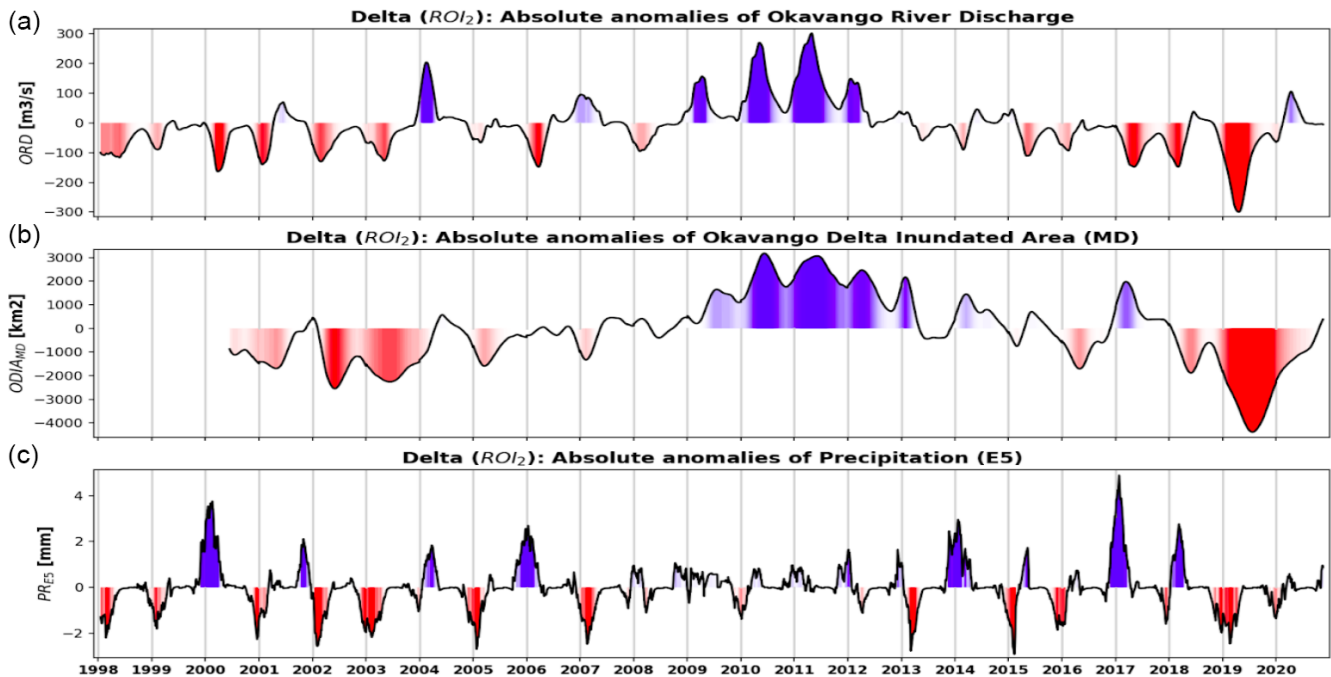 (a)
Delta (ROI2): Absolute anomalies of Okavango River Discharge
ORD [m3/s]
300
200
100
0
−100
−200
−300
(b)
Delta (ROI2): Absolute anomalies of Okavango Delta Inundated Area (MD)
ODIAMD [km2]
3000
2000
1000
0
−1000
−2000
−3000
−4000
(c)
Delta (ROI2): Absolute anomalies of Precipitation (E5)
PRE5 [mm]
4
2
0
−2
1998 1999 2000 2001 2002 2003 2004 2005 2006 2007 2008 2009 2010 2011 2012 2013 2014 2015 2016 2017 2018 2019 2020